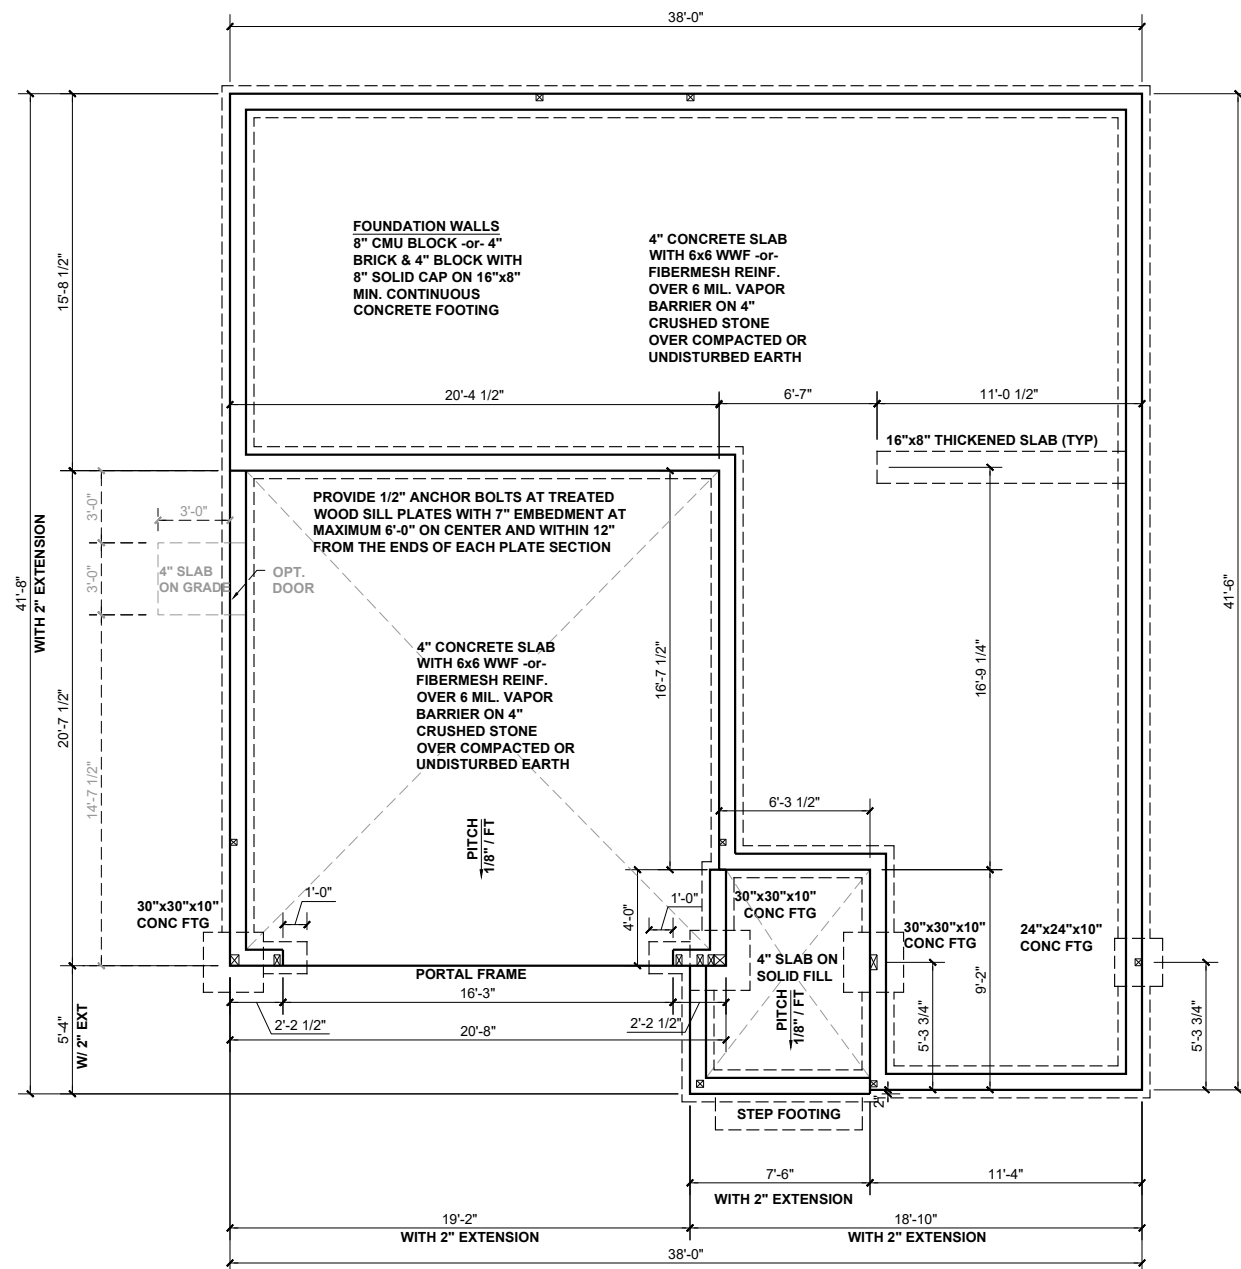 38'-0"
FOUNDATION WALLS
8" CMU BLOCK -or- 4"
BRICK & 4" BLOCK WITH
8" SOLID CAP ON 16"x8"
MIN. CONTINUOUS
CONCRETE FOOTING
4" CONCRETE SLAB
WITH 6x6 WWF -or-
FIBERMESH REINF.
OVER 6 MIL. VAPOR
BARRIER ON 4"
CRUSHED STONE
OVER COMPACTED OR
UNDISTURBED EARTH
15'-8 1/2"
20'-4 1/2"
6'-7"
11'-0 1/2"
16"x8" THICKENED SLAB (TYP)
PROVIDE 1/2" ANCHOR BOLTS AT TREATED
WOOD SILL PLATES WITH 7" EMBEDMENT AT
MAXIMUM 6'-0" ON CENTER AND WITHIN 12"
FROM THE ENDS OF EACH PLATE SECTION
3'-0"
3'-0"
3'-0"
4" SLAB
ON GRADE
OPT.
DOOR
41'-8"
WITH 2" EXTENSION
41'-6"
20'-7 1/2"
14'-7 1/2"
4" CONCRETE SLAB
WITH 6x6 WWF -or-
FIBERMESH REINF.
OVER 6 MIL. VAPOR
BARRIER ON 4"
CRUSHED STONE
OVER COMPACTED OR
UNDISTURBED EARTH
16'-7 1/2"
16'-9 1/4"
6'-3 1/2"
PITCH
1/8" / FT
30"x30"x10"
CONC FTG
1'-0"
1'-0"
4'-0"
30"x30"x10"
CONC FTG
30"x30"x10"
CONC FTG
24"x24"x10"
CONC FTG
4" SLAB ON
SOLID FILL
PITCH
1/8" / FT
PORTAL FRAME
16'-3"
2'-2 1/2"
2'-2 1/2"
20'-8"
5'-4"
W/ 2" EXT
9'-2"
5'-3 3/4"
5'-3 3/4"
2"
STEP FOOTING
7'-6"
WITH 2" EXTENSION
11'-4"
19'-2"
WITH 2" EXTENSION
18'-10"
WITH 2" EXTENSION
38'-0"